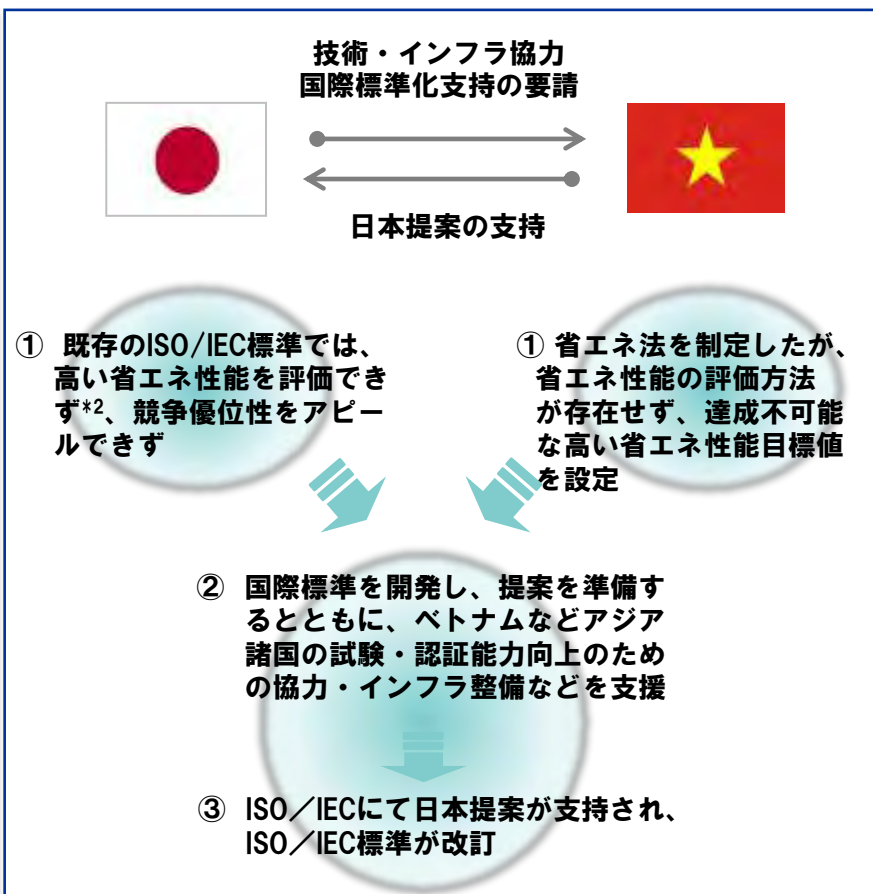 技術・インフラ協力
国際標準化支持の要請
日本提案の支持
① 既存のISO/IEC標準では、
高い省エネ性能を評価でき
ず*2、競争優位性をアピー
ルできず
① 省エネ法を制定したが、
省エネ性能の評価方法
が存在せず、達成不可能
な高い省エネ性能目標値
を設定
② 国際標準を開発し、提案を準備す
るとともに、ベトナムなどアジア
諸国の試験・認証能力向上のため
の協力・インフラ整備などを支援
③ ISO／IECにて日本提案が支持され、
ISO／IEC標準が改訂